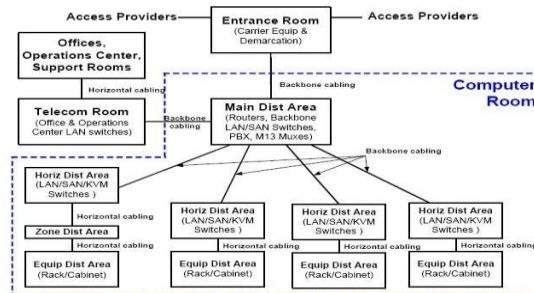 Access Providers
Entrance Room
(Carrier Equip &
Demarcation)
Access Providers
Offices,
Operations Center,
Support Rooms
Horizontal cabling
Backbone cabling
Computer
Room
Telecom Room
(Office & Operations
Center LAN switches)
Backbone
cabling
Main Dist Area
(Routers, Backbone
LAN/SAN Switches,
PBX, M13 Muxes)
Backbone cabling
Horiz Dist Area
(LAN/SAN/KVM
Switches )
Horizontal cabling
Zone Dist Area
Horizontal cabling
Equip Dist Area
(Rack/Cabinet)
Horiz Dist Area
(LAN/SAN/KVM
Switches )
Horizontal cabling
Equip Dist Area
(Rack/Cabinet)
Horiz Dist Area
(LAN/SAN/KVM
Switches )
Horizontal cabling
Equip Dist Area
(Rack/Cabinet)
Horiz Dist Area
(LAN/SAN/KVM
Switches )
Horizontal cabling
Equip Dist Area
(Rack/Cabinet)